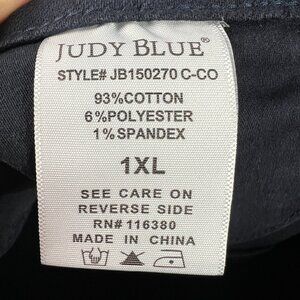 JUDY BLUE®
STYLE# JB150270 C-CO
93%COTTON
6%POLYESTER
1%SPANDEX
1XL
SEE CARE ON
REVERSE SIDE
RN# 116380
MADE IN CHINA